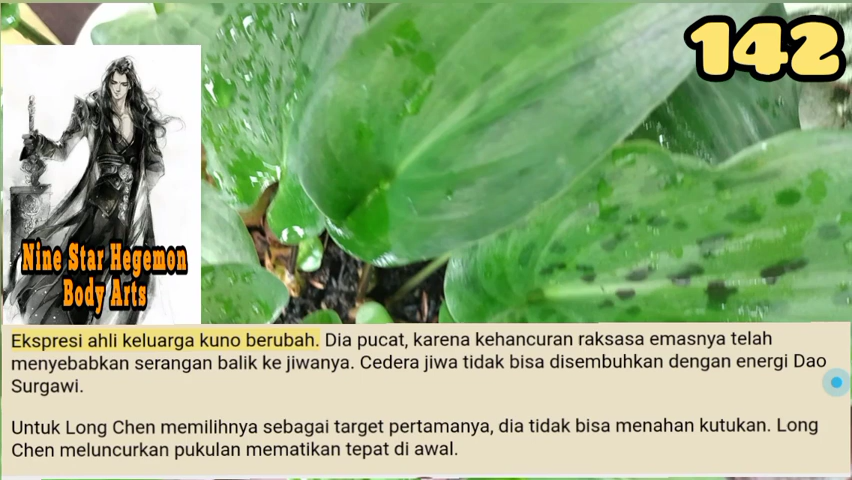 142
Nine Star Hegemon
Body Arts
Ekspresi ahli keluarga kuno berubah. Dia pucat, karena kehancuran raksasa emasnya telah
menyebabkan serangan balik ke jiwanya. Cedera jiwa tidak bisa disembuhkan dengan energi Dao
Surgawi.
Untuk Long Chen memilihnya sebagai target pertamanya, dia tidak bisa menahan kutukan. Long
Chen meluncurkan pukulan mematikan tepat di awal.